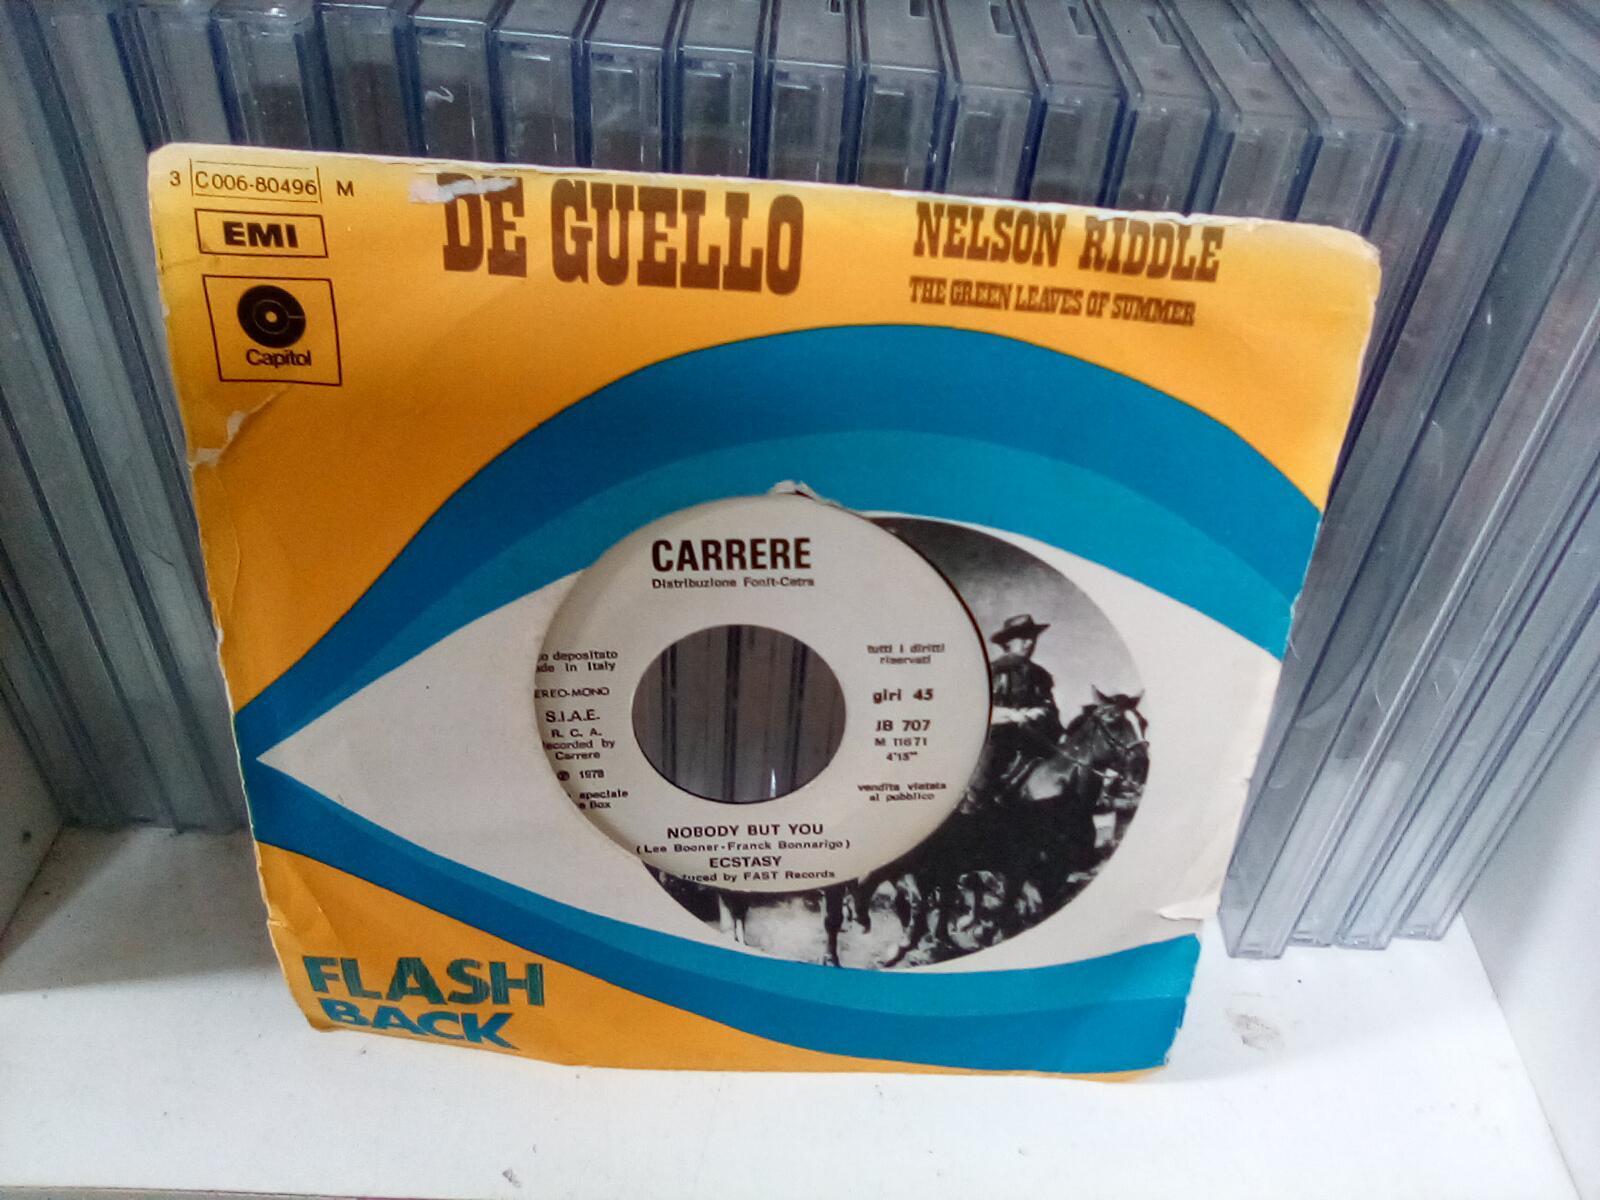 3 C006-80496 M
EMI
Capitol
DE GUELLO
NELSON RIDDLE
THE GREEN LEAVES OF SUMMER
CARRERE
Distribuzione Fonit-Cetra
depositato
in Italy
EREO-MONO
S.I.A.E.
R. C. A.
ecorded by
Carrere
℗ 1978
speciale
Box
tutti i diritti
riservati
giri 45
JB 707
M 11671
4'15"
vendita vietata
al pubblico
NOBODY BUT YOU
(Lee Booner-Franck Bonnarigo)
ECSTASY
uced by FAST Records
FLASH
BACK